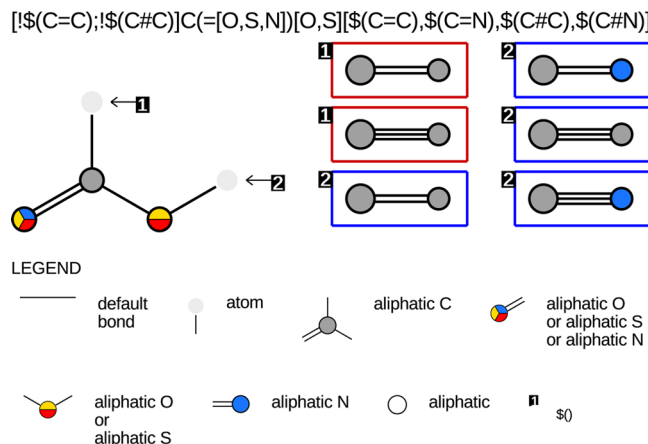 [!$(C=C);!$(C#C)]C(=[O,S,N])[O,S][$(C=C),$(C=N),$(C#C),$(C#N)]
1 2
1
1 2
2
2 2
LEGEND
default
bond
atom
aliphatic C
aliphatic O
or aliphatic S
or aliphatic N
aliphatic O
or
aliphatic S
aliphatic N
aliphatic
1
$()